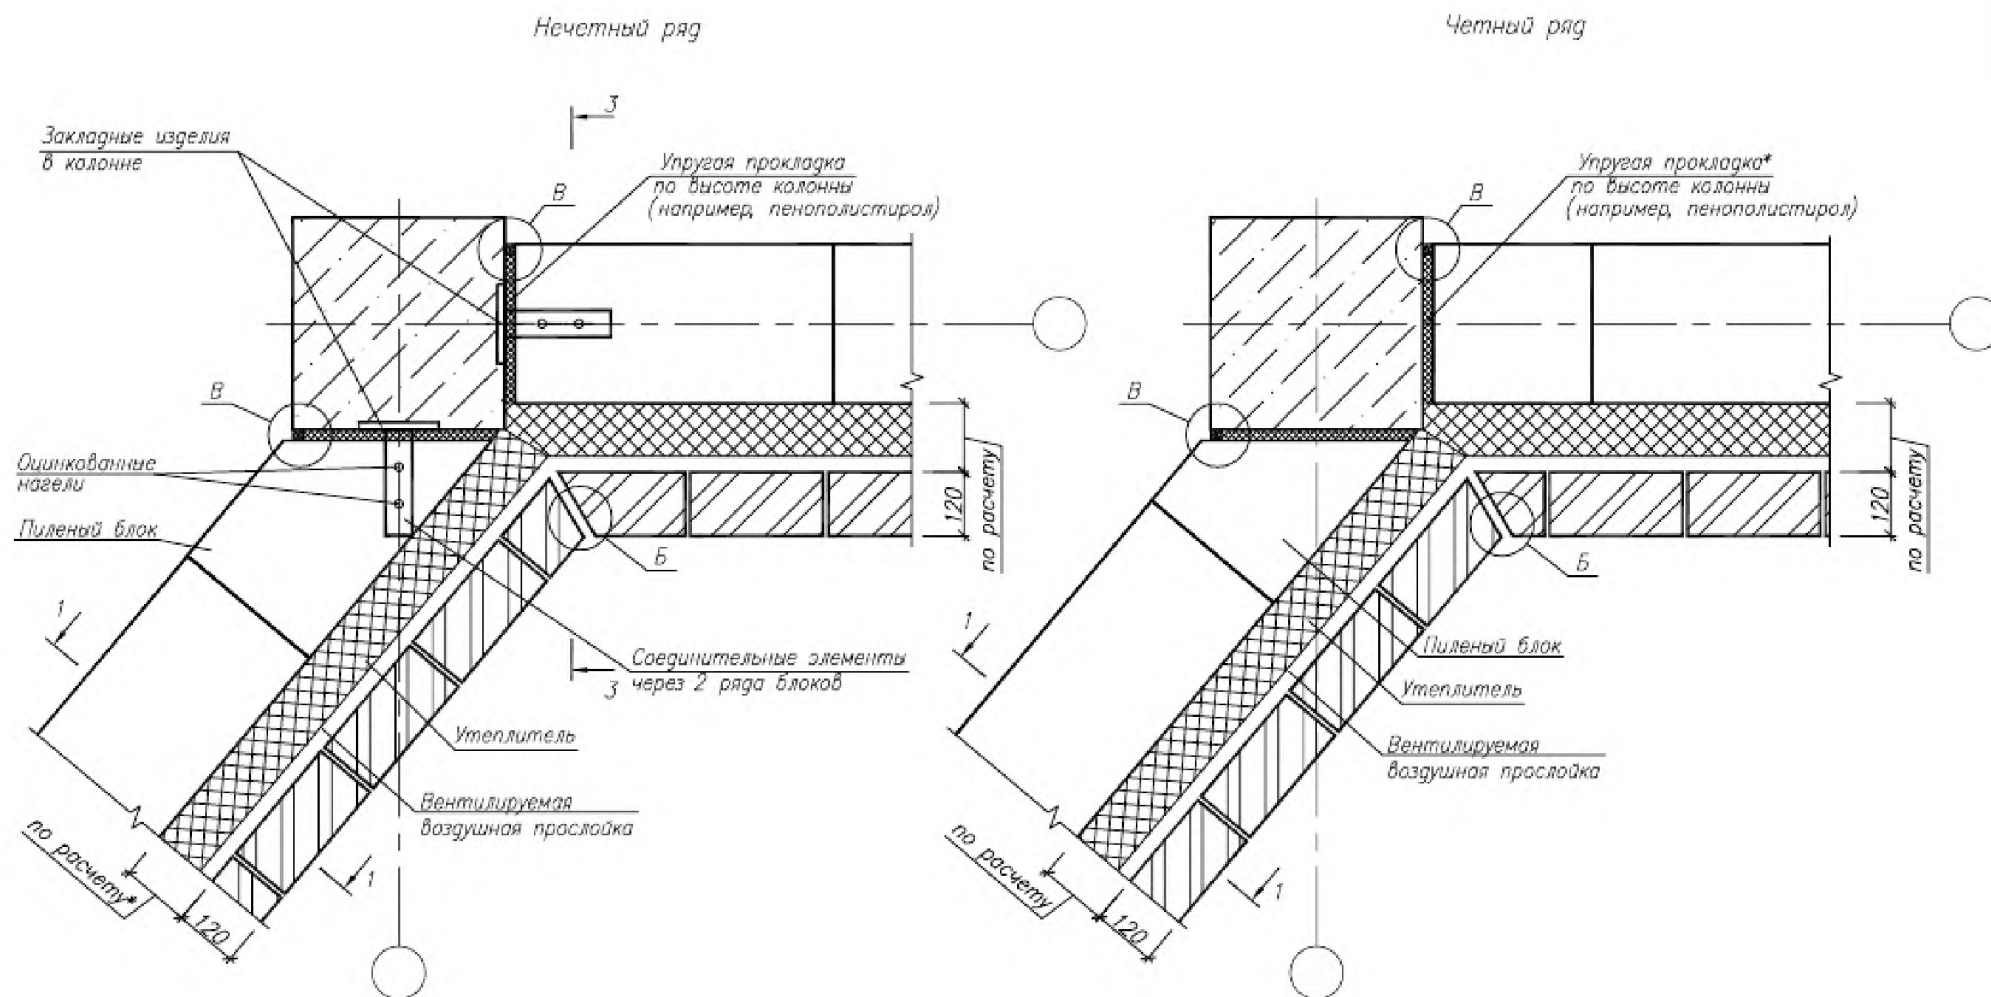 Нечетный ряд
Четный ряд
3
Закладные изделия
в колонне
Упругая прокладка
по высоте колонны
(например, пенополистирол)
В
В
Оцинкованные
нагели
Пиленый блок
120
по расчету
Б
1
Соединительные элементы
через 2 ряда блоков
3
Утеплитель
Вентилируемая
воздушная прослойка
по расчету*
120
1
Упругая прокладка*
по высоте колонны
(например, пенополистирол)
В
В
120
по расчету
Б
1
Пиленый блок
Утеплитель
Вентилируемая
воздушная прослойка
по расчету
120
1